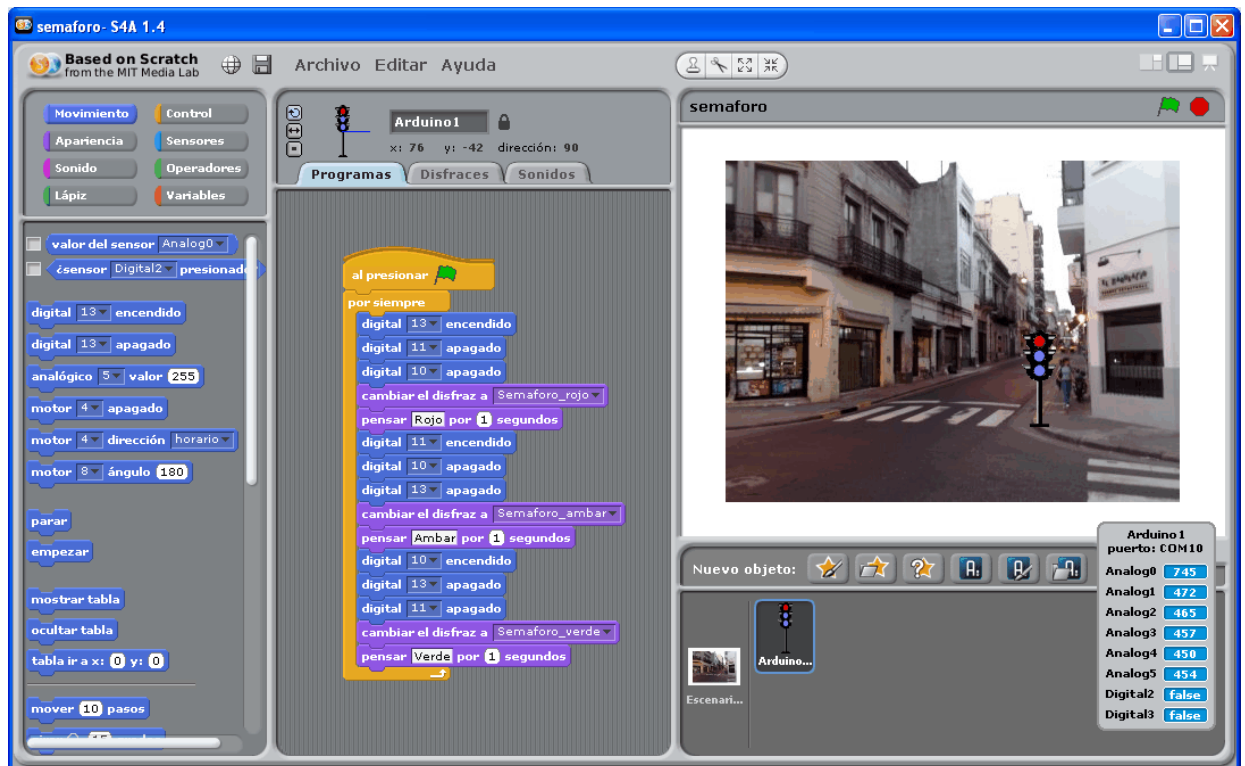 semaforo- S4A 1.4
Based on Scratch
from the MIT Media Lab
Archivo Editar Ayuda
Movimiento
Control
Apariencia
Sensores
Sonido
Operadores
Lápiz
Variables
valor del sensor Analog0
¿sensor Digital2 presionad
digital 13 encendido
digital 13 apagado
analógico 5 valor 255
motor 4 apagado
motor 4 dirección horario
motor 8 ángulo 180
parar
empezar
mostrar tabla
ocultar tabla
tabla ir a x: 0 y: 0
mover 10 pasos
Arduino1
x: 76 y: -42 dirección: 90
Programas
Disfraces
Sonidos
al presionar
por siempre
digital 13 encendido
digital 11 apagado
digital 10 apagado
cambiar el disfraz a Semaforo_rojo
pensar Rojo por 1 segundos
digital 11 encendido
digital 10 apagado
digital 13 apagado
cambiar el disfraz a Semaforo_ambar
pensar Ambar por 1 segundos
digital 10 encendido
digital 13 apagado
digital 11 apagado
cambiar el disfraz a Semaforo_verde
pensar Verde por 1 segundos
semaforo
Nuevo objeto:
Escenari...
Arduino...
Arduino1
puerto: COM10
Analog0 745
Analog1 472
Analog2 465
Analog3 457
Analog4 450
Analog5 454
Digital2 false
Digital3 false